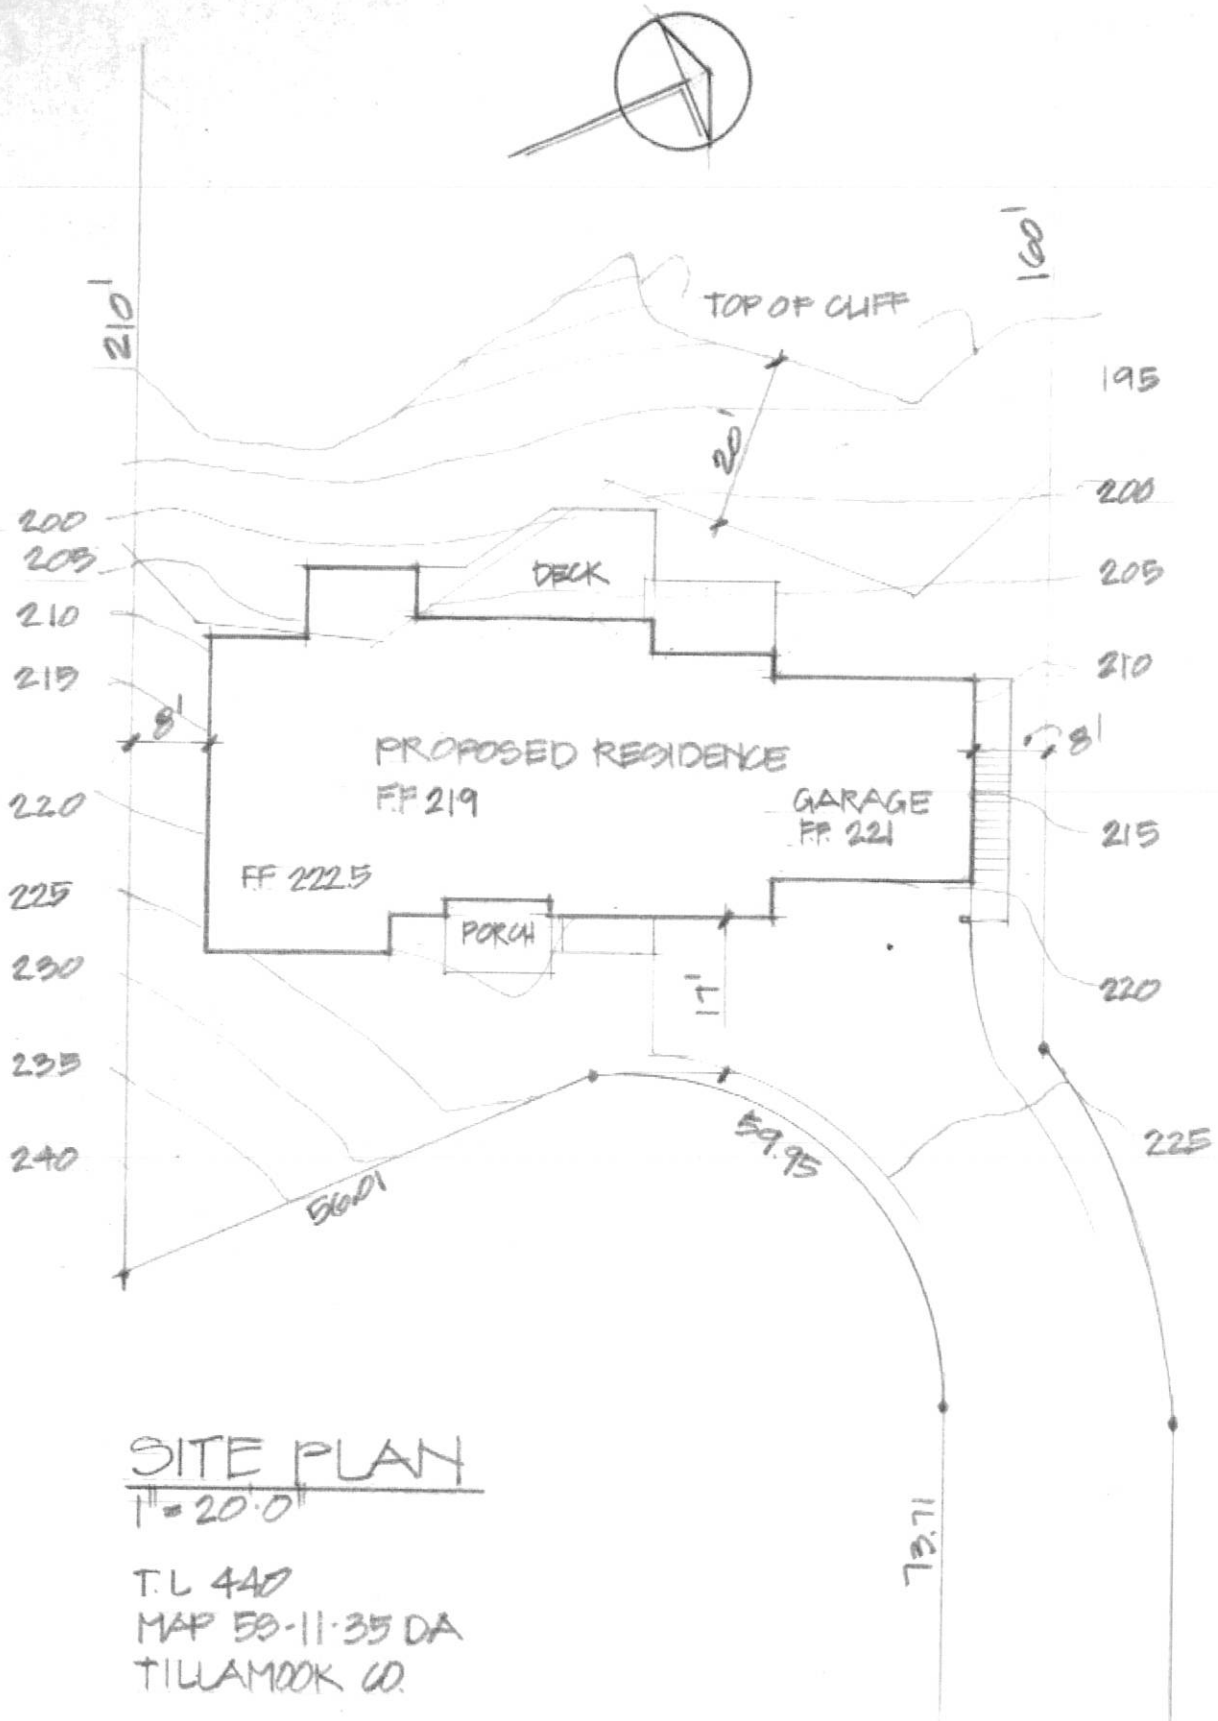 210'
160'
TOP OF CLIFF
195
20'
200
200
205
DECK
205
210
210
215
8'
8'
PROPOSED RESIDENCE
F.F 219
GARAGE
F.F. 221
220
215
F.F 222.5
225
PORCH
230
17'
220
235
59.95
225
240
56.01
SITE PLAN
1" = 20'-0"
73.71
T.L 440
MAP 5S-11-35 DA
TILLAMOOK CO.